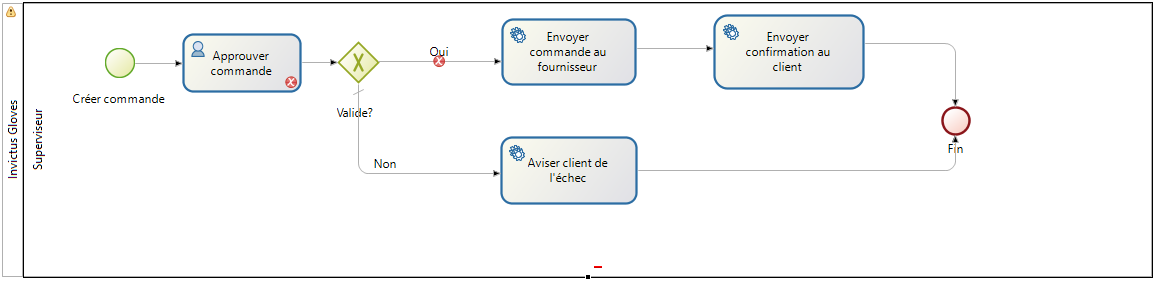 Invictus Gloves
Superviseur
Créer commande
Approuver
commande
Valide?
Oui
Non
Envoyer
commande au
fournisseur
Envoyer
confirmation au
client
Aviser client de
l'échec
Fin